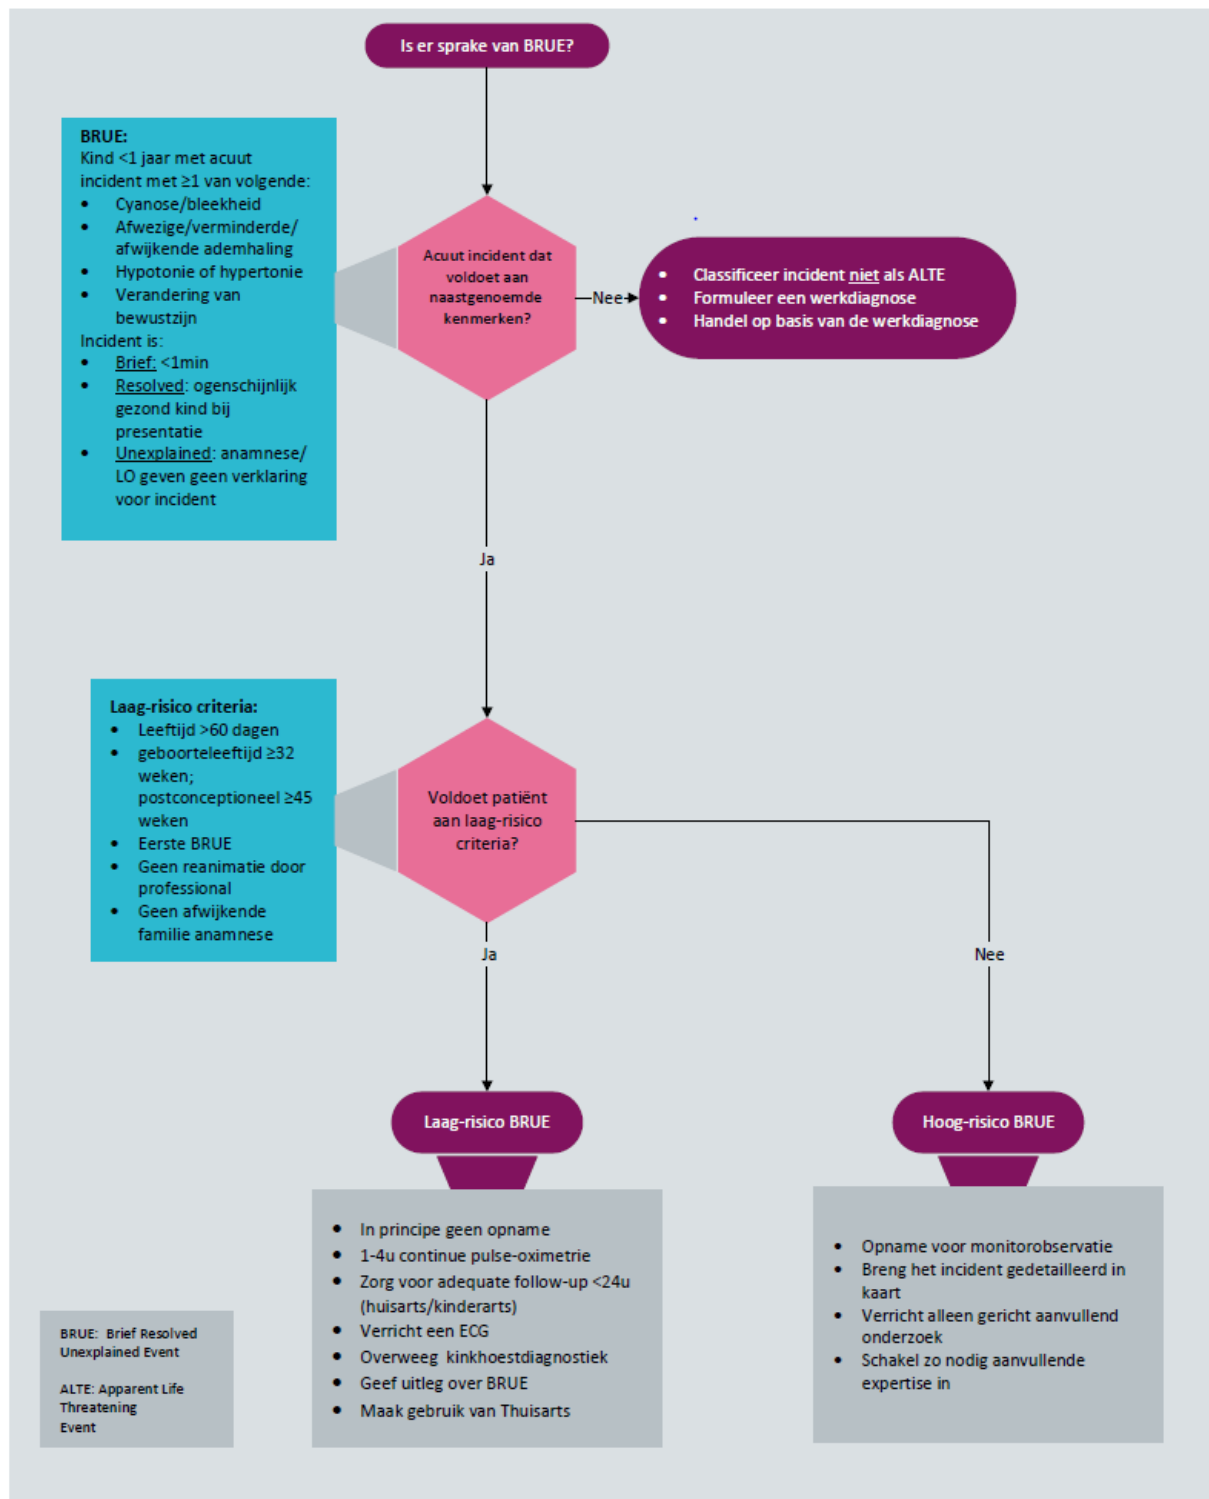 Is er sprake van BRUE?
BRUE:
Kind <1 jaar met acuut
incident met ≥1 van volgende:
• Cyanose/bleekheid
• Afwezige/verminderde/
afwijkende ademhaling
• Hypotonie of hypertonie
• Verandering van
bewustzijn
Incident is:
• Brief: <1min
• Resolved: ogenschijnlijk
gezond kind bij
presentatie
• Unexplained: anamnese/
LO geven geen verklaring
voor incident
Acuut incident dat
voldoet aan
naastgenoemde
kenmerken?
Nee
• Classificeer incident niet als ALTE
• Formuleer een werkdiagnose
• Handel op basis van de werkdiagnose
Ja
Laag-risico criteria:
• Leeftijd >60 dagen
• geboorteleeftijd ≥32
weken;
postconceptioneel ≥45
weken
• Eerste BRUE
• Geen reanimatie door
professional
• Geen afwijkende
familie anamnese
Voldoet patiënt
aan laag-risico
criteria?
Ja
Nee
Laag-risico BRUE
• In principe geen opname
• 1-4u continue pulse-oximetrie
• Zorg voor adequate follow-up <24u
(huisarts/kinderarts)
• Verricht een ECG
• Overweeg kinkhoestdiagnostiek
• Geef uitleg over BRUE
• Maak gebruik van Thuisarts
Hoog-risico BRUE
• Opname voor monitorobservatie
• Breng het incident gedetailleerd in
kaart
• Verricht alleen gericht aanvullend
onderzoek
• Schakel zo nodig aanvullende
expertise in
BRUE: Brief Resolved
Unexplained Event
ALTE: Apparent Life
Threatening
Event